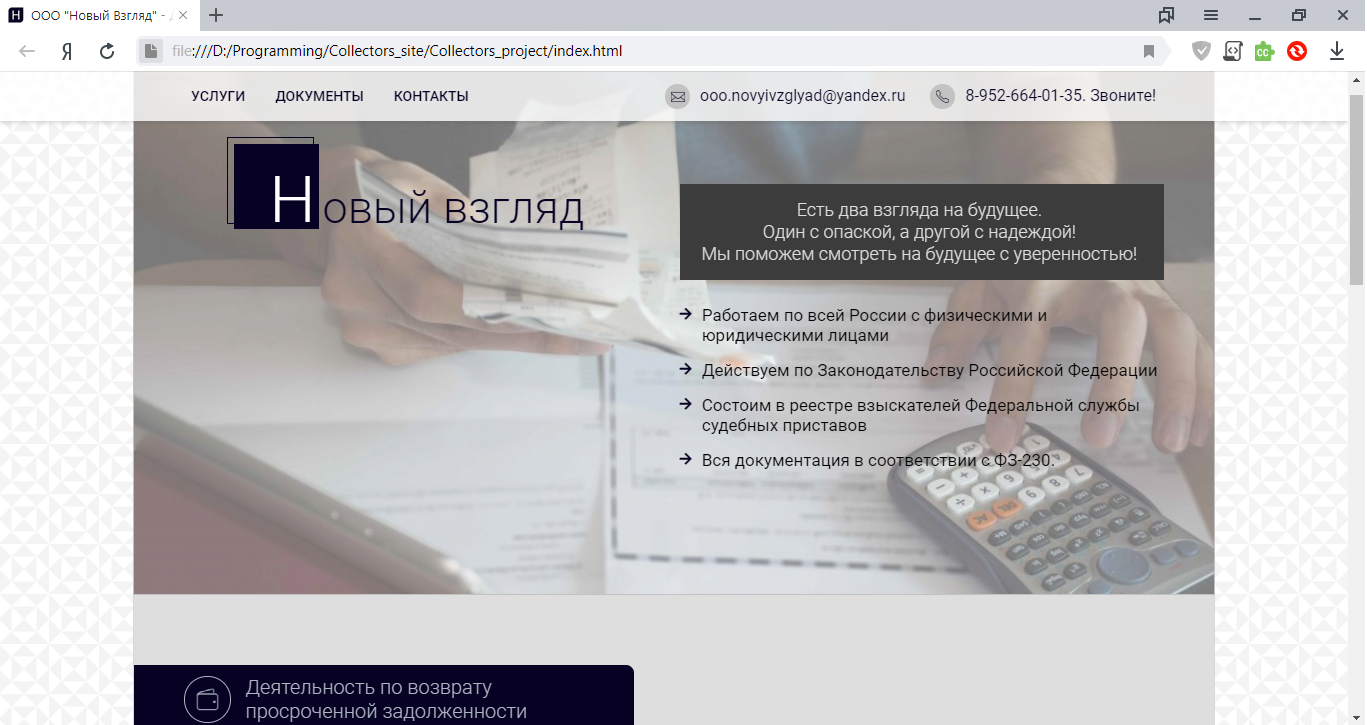 ООО "Новый Взгляд" -
file:///D:/Programming/Collectors_site/Collectors_project/index.html
УСЛУГИ ДОКУМЕНТЫ КОНТАКТЫ ooo.novyivzglyad@yandex.ru 8-952-664-01-35. Звоните!
Новый взгляд
Есть два взгляда на будущее.
Один с опаской, а другой с надеждой!
Мы поможем смотреть на будущее с уверенностью!
Работаем по всей России с физическими и
юридическими лицами
Действуем по Законодательству Российской Федерации
Состоим в реестре взыскателей Федеральной службы
судебных приставов
Вся документация в соответствии с ФЗ-230.
Деятельность по возврату
просроченной задолженности